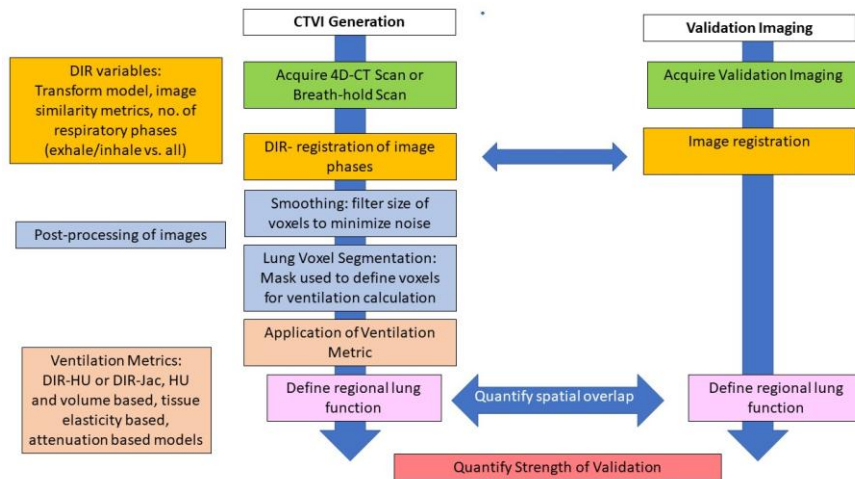 CTVI Generation
Validation Imaging
DIR variables:
Transform model, image
similarity metrics, no. of
respiratory phases
(exhale/inhale vs. all)
Acquire 4D-CT Scan or
Breath-hold Scan
Acquire Validation Imaging
DIR- registration of image
phases
Image registration
Smoothing: filter size of
voxels to minimize noise
Post-processing of images
Lung Voxel Segmentation:
Mask used to define voxels
for ventilation calculation
Application of Ventilation
Metric
Ventilation Metrics:
DIR-HU or DIR-Jac, HU
and volume based, tissue
elasticity based,
attenuation based models
Define regional lung
function
Quantify spatial overlap
Define regional lung
function
Quantify Strength of Validation